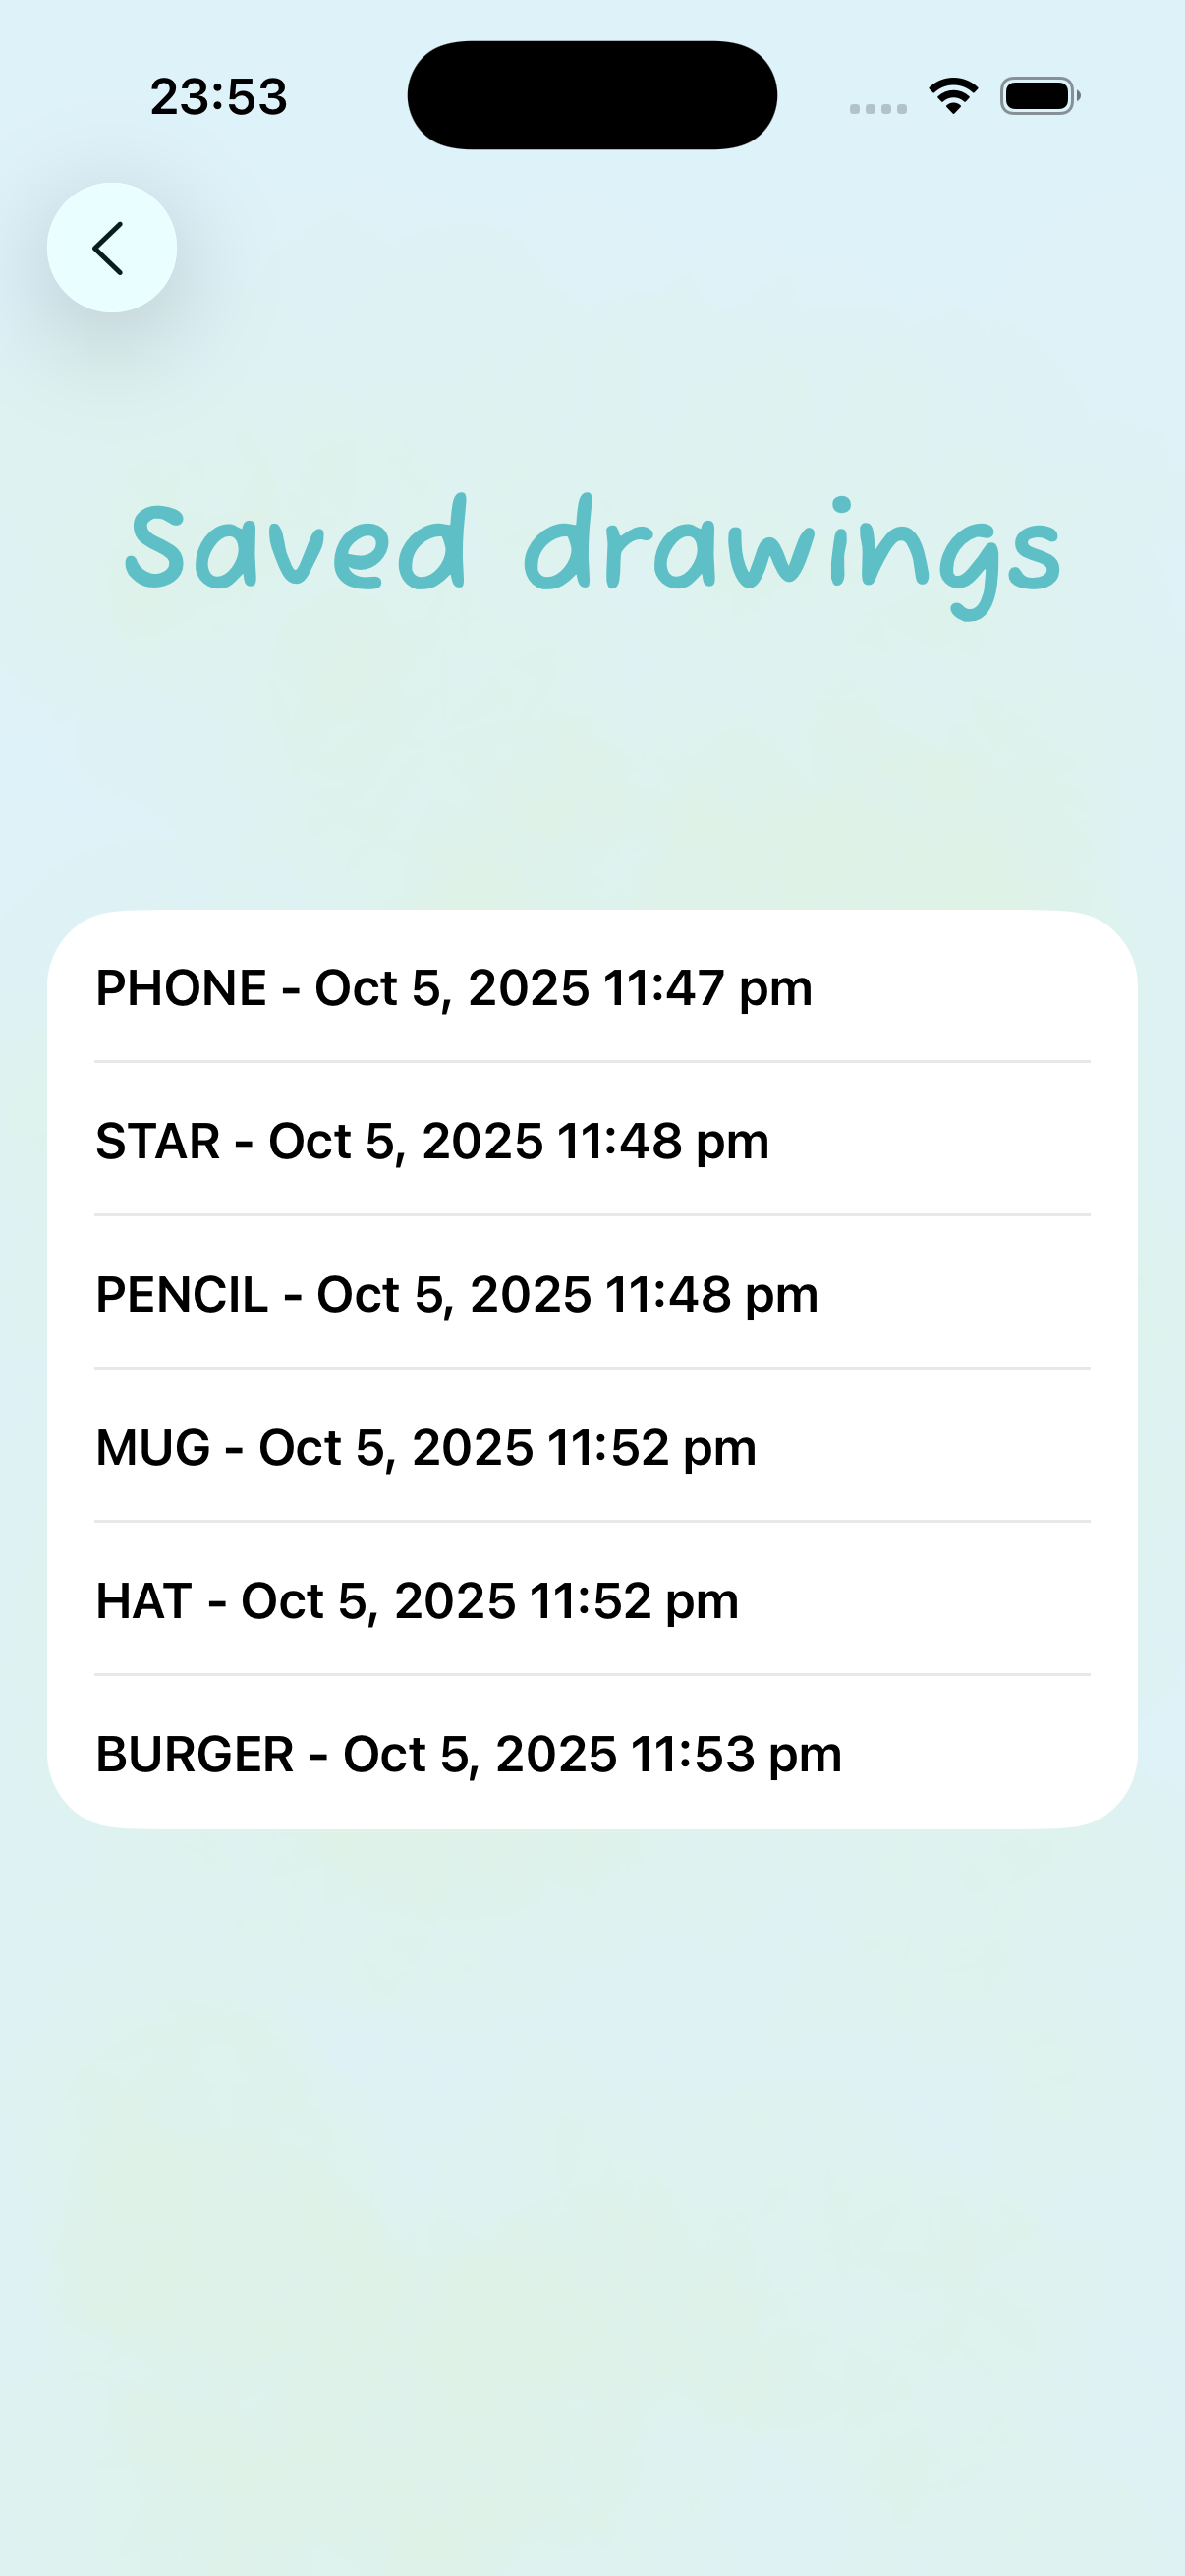 23:53
Saved drawings
PHONE - Oct 5, 2025 11:47 pm
STAR - Oct 5, 2025 11:48 pm
PENCIL - Oct 5, 2025 11:48 pm
MUG - Oct 5, 2025 11:52 pm
HAT - Oct 5, 2025 11:52 pm
BURGER - Oct 5, 2025 11:53 pm